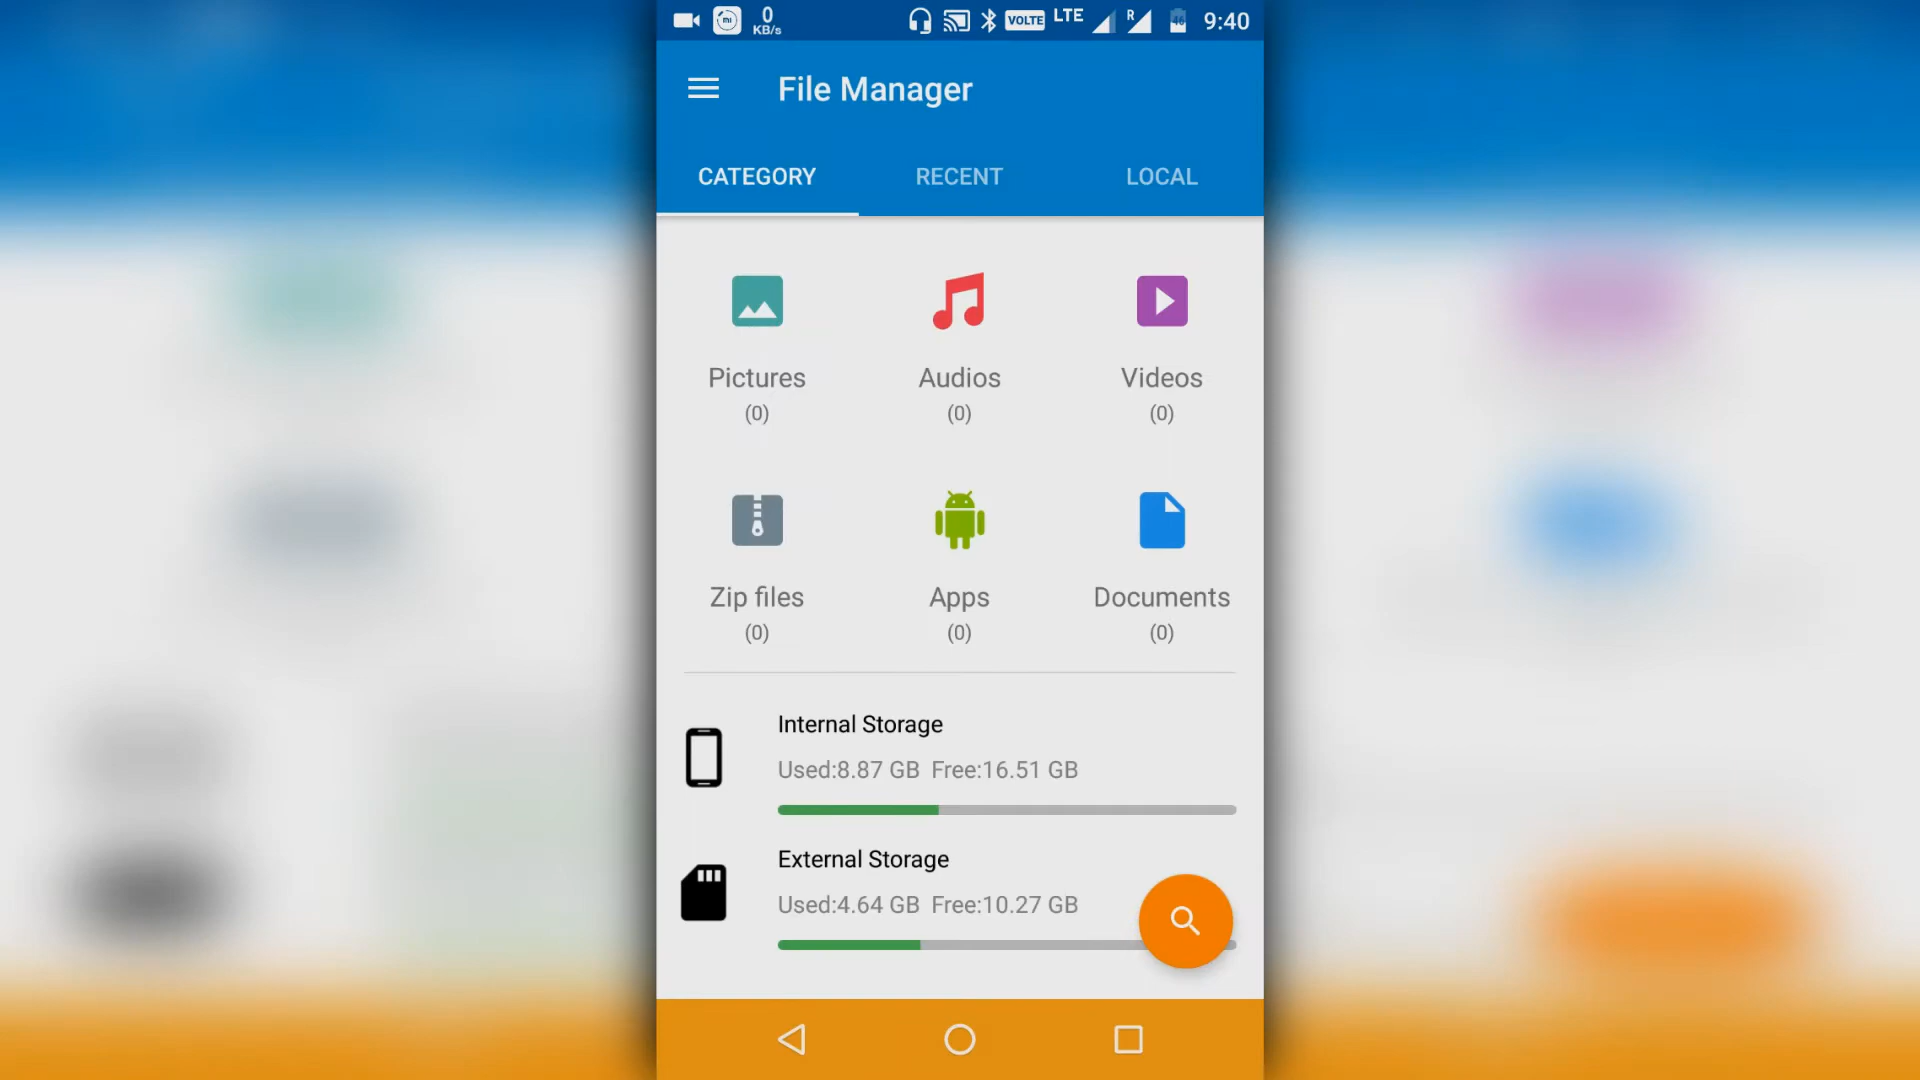 0
KB/s
VOLTE
LTE
R
46
9:40
File Manager
CATEGORY
RECENT
LOCAL
Pictures
Audios
Videos
(0)
(0)
(0)
Zip files
Apps
Documents
(0)
(0)
(0)
Internal Storage
Used:8.87 GB Free:16.51 GB
External Storage
Used:4.64 GB Free:10.27 GB